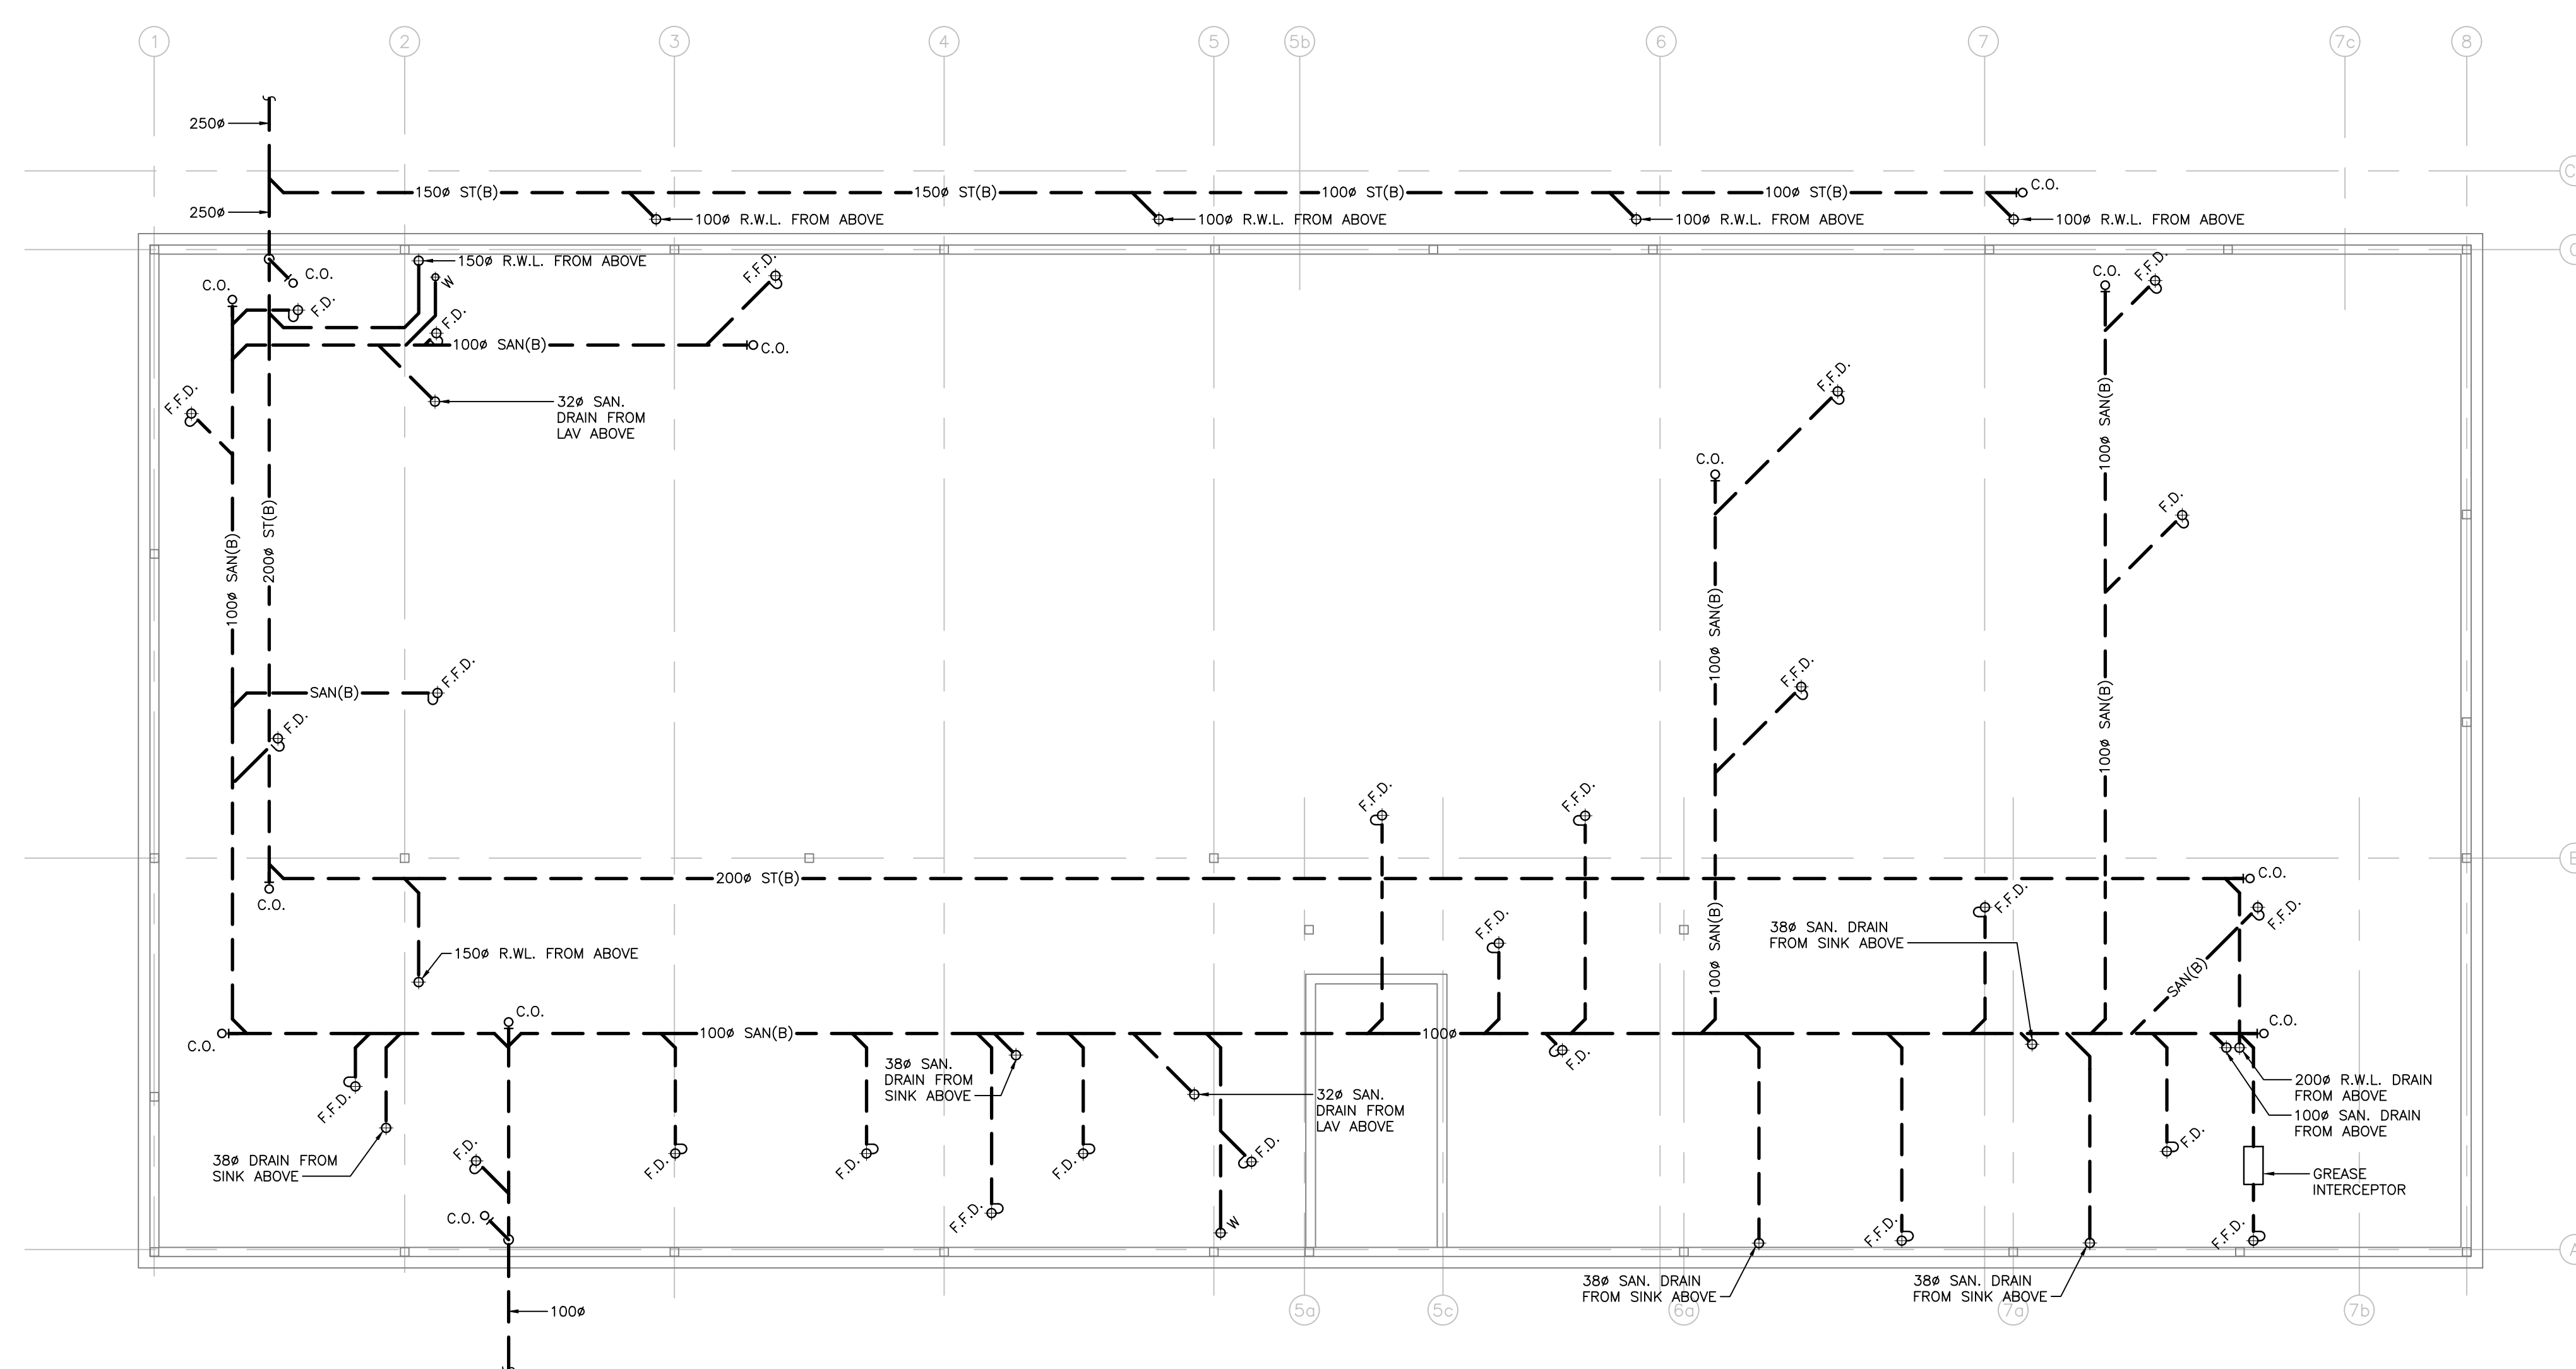 1
2
3
4
5
5b
6
7
7c
8
250ø
C
150ø ST(B)
150ø ST(B)
100ø ST(B)
100ø ST(B)
C.O.
250ø
100ø R.W.L. FROM ABOVE
100ø R.W.L. FROM ABOVE
100ø R.W.L. FROM ABOVE
100ø R.W.L. FROM ABOVE
150ø R.W.L. FROM ABOVE
C.O.
C.O.
W
F.D.
F.D.
F.F.D.
C.O.
F.F.D.
100ø SAN(B)
C.O.
F.F.D.
32ø SAN.
DRAIN FROM
LAV ABOVE
F.F.D.
C.O.
100ø SAN(B)
F.D.
100ø SAN(B)
200ø ST(B)
100ø SAN(B)
F.F.D.
100ø SAN(B)
SAN(B)
F.F.D.
F.D.
F.F.D.
F.F.D.
B
200ø ST(B)
C.O.
C.O.
F.F.D.
F.F.D.
F.F.D.
100ø SAN(B)
38ø SAN. DRAIN
FROM SINK ABOVE
150ø R.WL. FROM ABOVE
SAN(B)
C.O.
C.O.
C.O.
100ø SAN(B)
100ø
F.D.
38ø SAN.
DRAIN FROM
SINK ABOVE
32ø SAN.
DRAIN FROM
LAV ABOVE
200ø R.W.L. DRAIN
FROM ABOVE
100ø SAN. DRAIN
FROM ABOVE
F.F.D.
38ø DRAIN FROM
SINK ABOVE
F.D.
F.D.
F.D.
F.D.
F.D.
F.D.
GREASE
INTERCEPTOR
C.O.
F.F.D.
W
F.F.D.
F.F.D.
A
38ø SAN. DRAIN
FROM SINK ABOVE
38ø SAN. DRAIN
FROM SINK ABOVE
100ø
5a
5c
6a
7a
7b